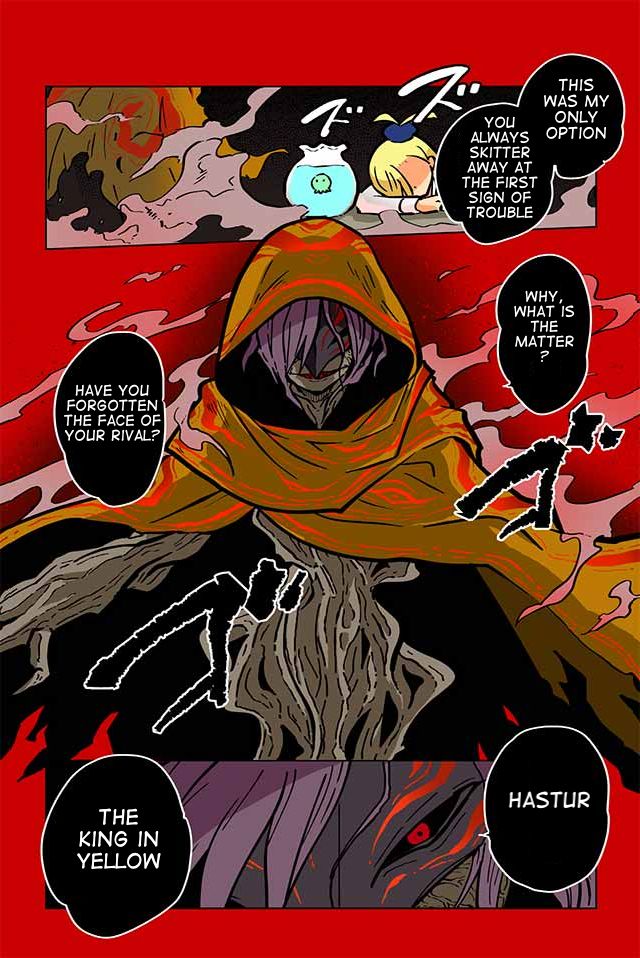 THIS
WAS MY
ONLY
OPTION
YOU
ALWAYS
SKITTER
AWAY AT
THE FIRST
SIGN OF
TROUBLE
ズ
ズ
WHY,
WHAT IS
THE
MATTER
?
HAVE YOU
FORGOTTEN
THE FACE OF
YOUR RIVAL?
ズ
ズ
HASTUR
THE
KING IN
YELLOW